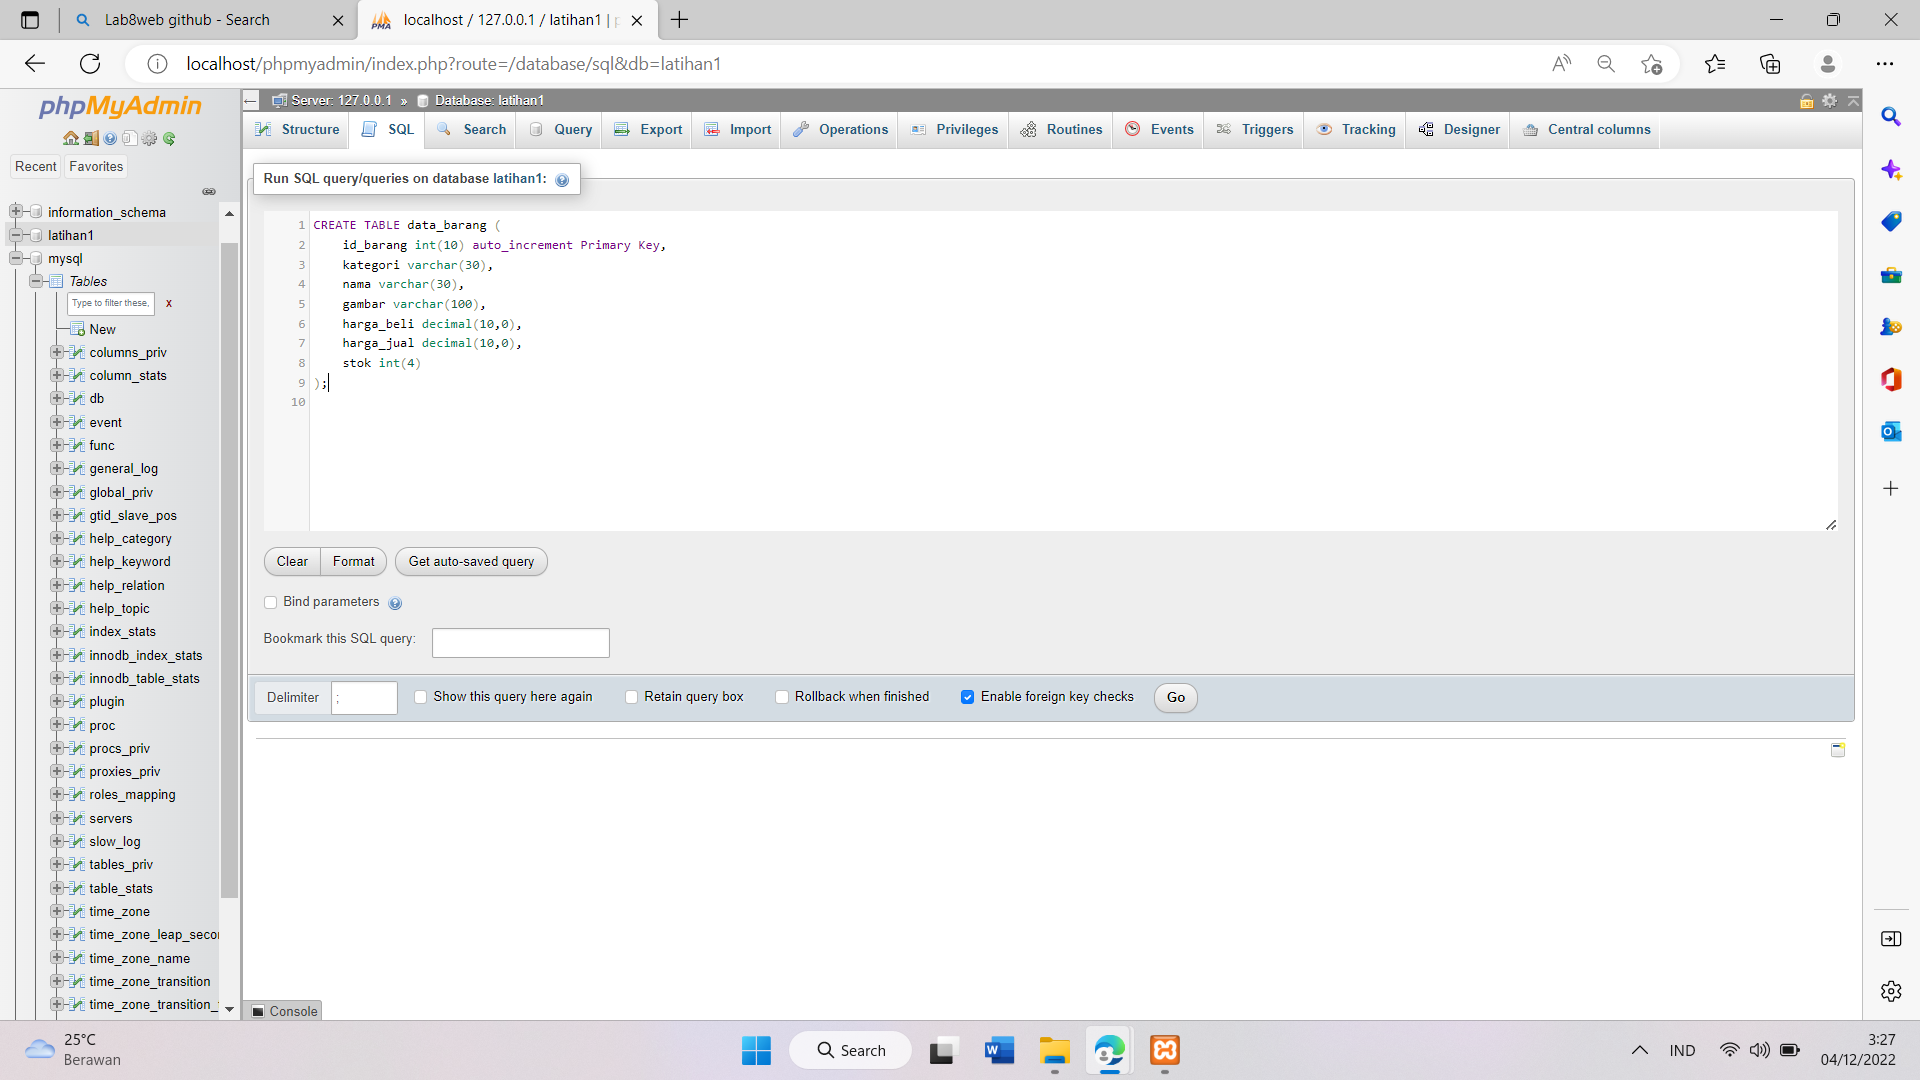 Lab8web github - Search
localhost / 127.0.0.1 / latihan1 |
localhost/phpmyadmin/index.php?route=/database/sql&db=latihan1
phpMyAdmin
Recent
Favorites
information_schema
latihan1
mysql
Tables
Type to filter these,
x
New
columns_priv
column_stats
db
event
func
general_log
global_priv
gtid_slave_pos
help_category
help_keyword
help_relation
help_topic
index_stats
innodb_index_stats
innodb_table_stats
plugin
proc
procs_priv
proxies_priv
roles_mapping
servers
slow_log
tables_priv
table_stats
time_zone
time_zone_leap_secon
time_zone_name
time_zone_transition
time_zone_transition_
Server: 127.0.0.1 » Database: latihan1
Structure SQL Search Query Export Import Operations Privileges Routines Events Triggers Tracking Designer Central columns
Run SQL query/queries on database latihan1:
1 CREATE TABLE data_barang (
2 id_barang int(10) auto_increment Primary Key,
3 kategori varchar(30),
4 nama varchar(30),
5 gambar varchar(100),
6 harga_beli decimal(10,0),
7 harga_jual decimal(10,0),
8 stok int(4)
9 );
10
Clear Format Get auto-saved query
Bind parameters
Bookmark this SQL query:
Delimiter ; Show this query here again Retain query box Rollback when finished Enable foreign key checks Go
Console
25°C
Berawan
Search
IND
3:27
04/12/2022